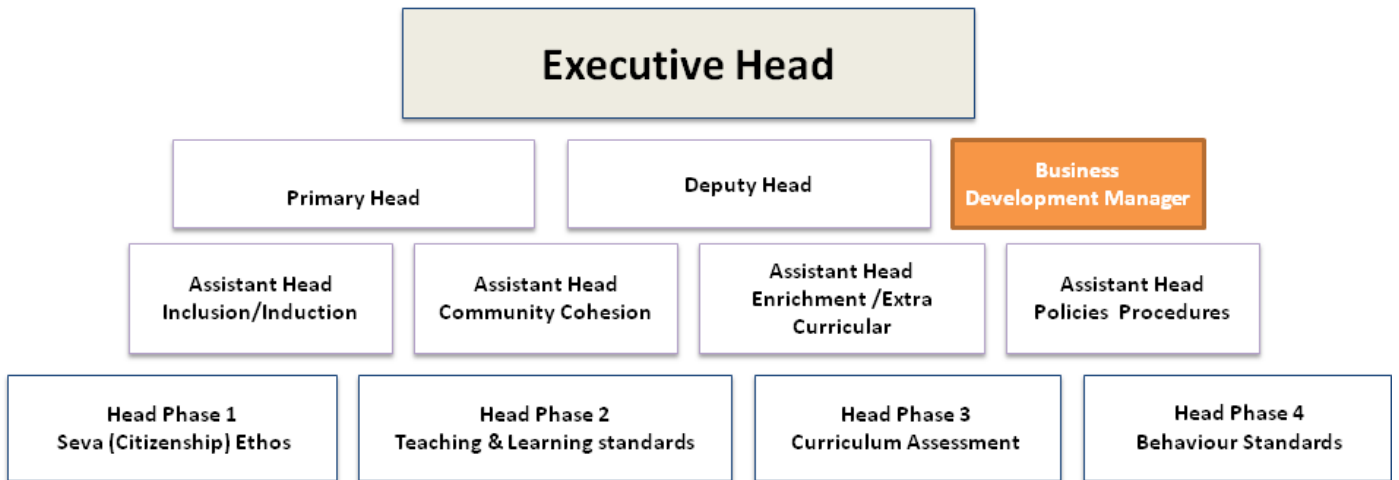 Executive Head
Primary Head
Deputy Head
Business
Development Manager
Assistant Head
Inclusion/Induction
Assistant Head
Community Cohesion
Assistant Head
Enrichment /Extra
Curricular
Assistant Head
Policies Procedures
Head Phase 1
Seva (Citizenship) Ethos
Head Phase 2
Teaching & Learning standards
Head Phase 3
Curriculum Assessment
Head Phase 4
Behaviour Standards